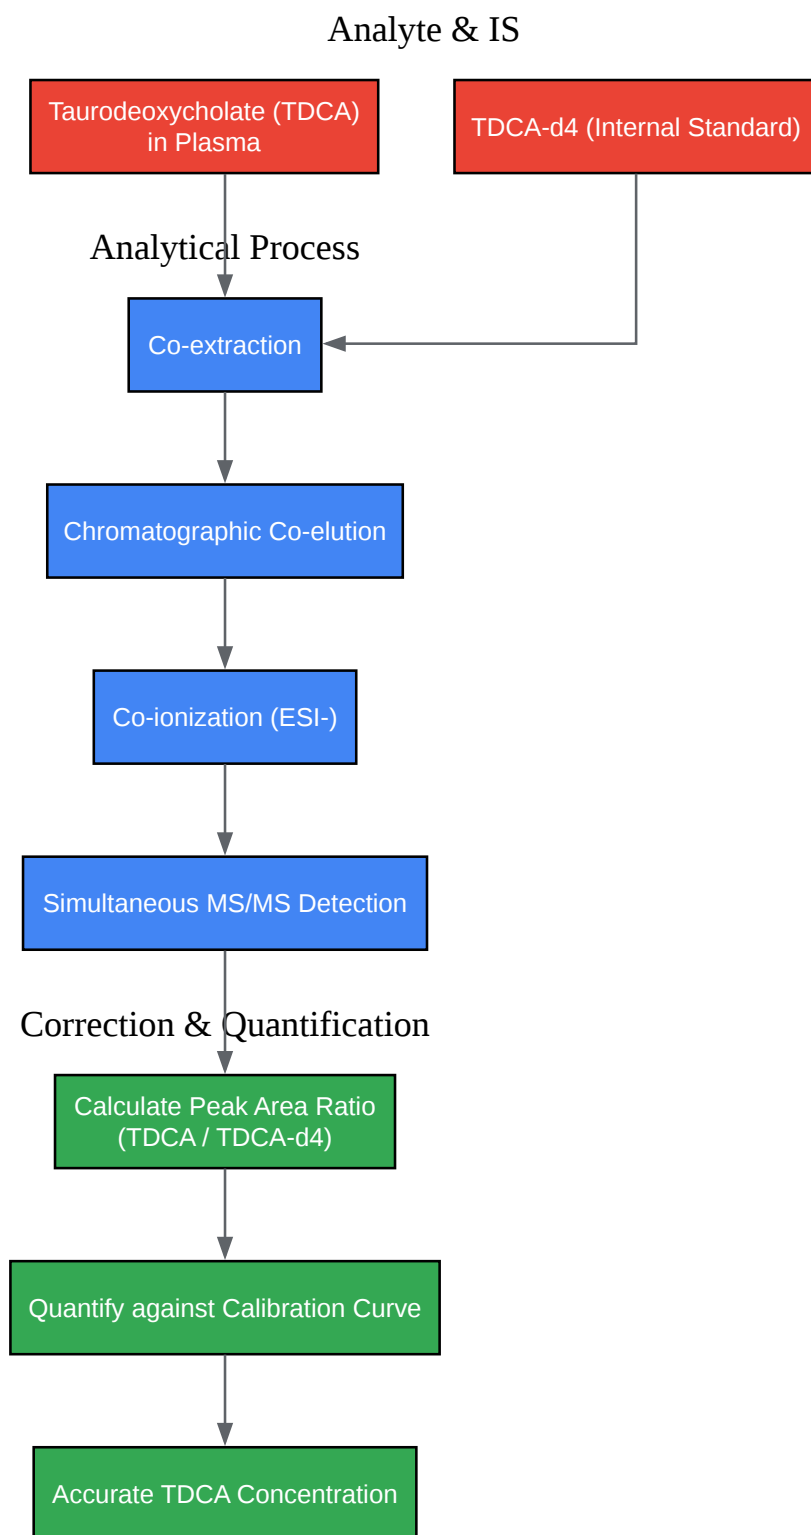 Analyte & IS
Taurodeoxycholate (TDCA)
in Plasma
TDCA-d4 (Internal Standard)
Analytical Process
Co-extraction
Chromatographic Co-elution
Co-ionization (ESI-)
Simultaneous MS/MS Detection
Correction & Quantification
Calculate Peak Area Ratio
(TDCA / TDCA-d4)
Quantify against Calibration Curve
Accurate TDCA Concentration